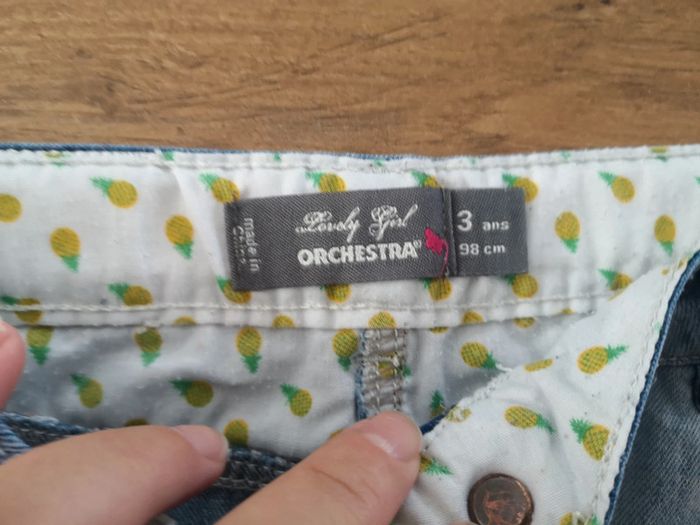 made in
Lovely Girl
ORCHESTRA®
3 ans
98 cm